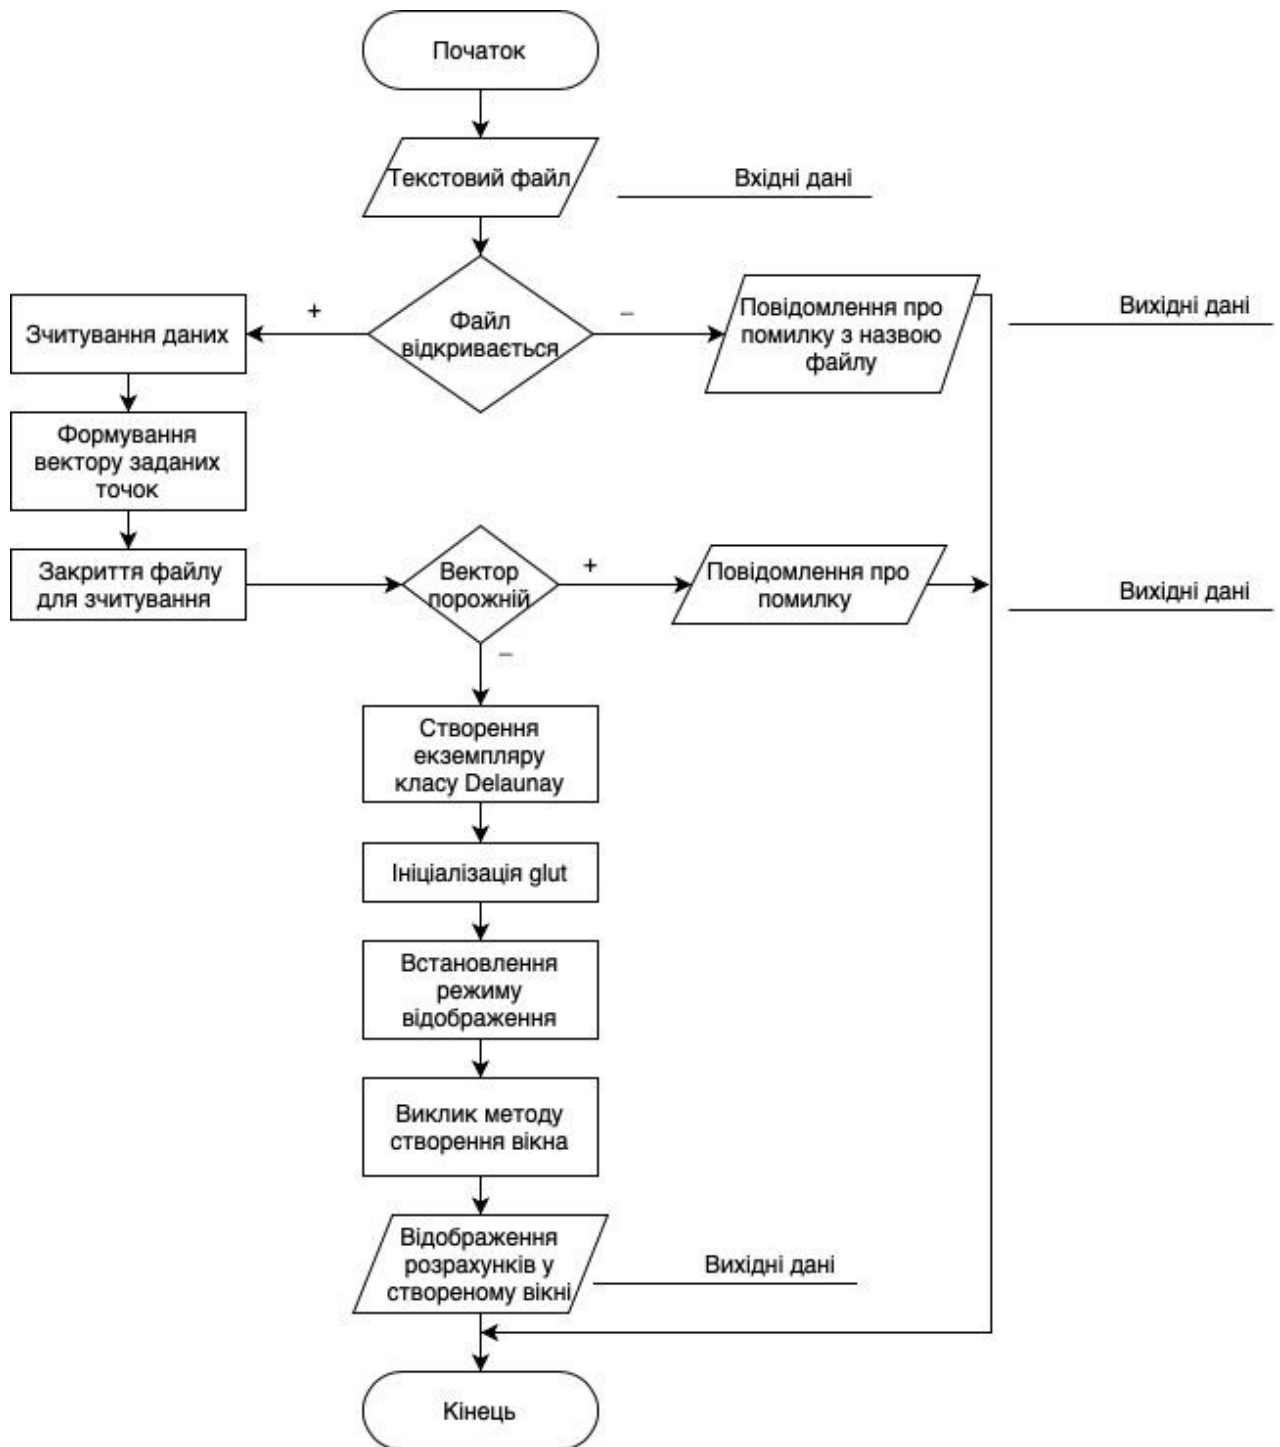 Початок
Текстовий файл
Вхідні дані
Файл
відкривається
+
–
Зчитування даних
Повідомлення про
помилку з назвою
файлу
Вихідні дані
Формування
вектору заданих
точок
Закриття файлу
для зчитування
Вектор
порожній
+
–
Повідомлення про
помилку
Вихідні дані
Створення
екземпляру
класу Delaunay
Ініціалізація glut
Встановлення
режиму
відображення
Виклик методу
створення вікна
Відображення
розрахунків у
створеному вікні
Вихідні дані
Кінець